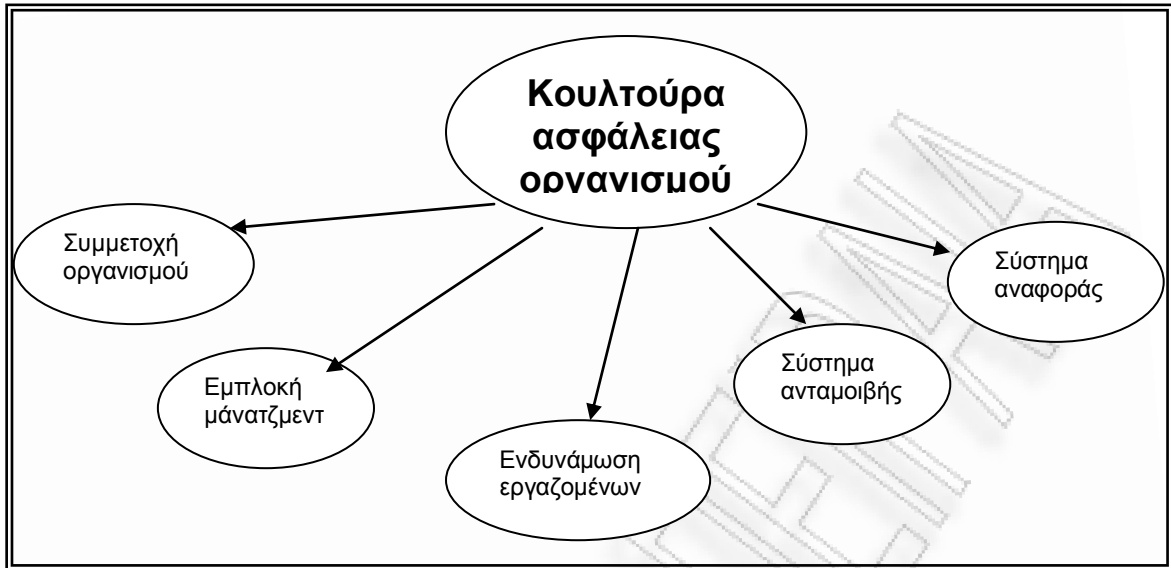 Κουλτούρα
ασφάλειας
οργανισμού
Συμμετοχή
οργανισμού
Σύστημα
αναφοράς
Εμπλοκή
μάνατζμεντ
Σύστημα
ανταμοιβής
Ενδυνάμωση
εργαζομένων